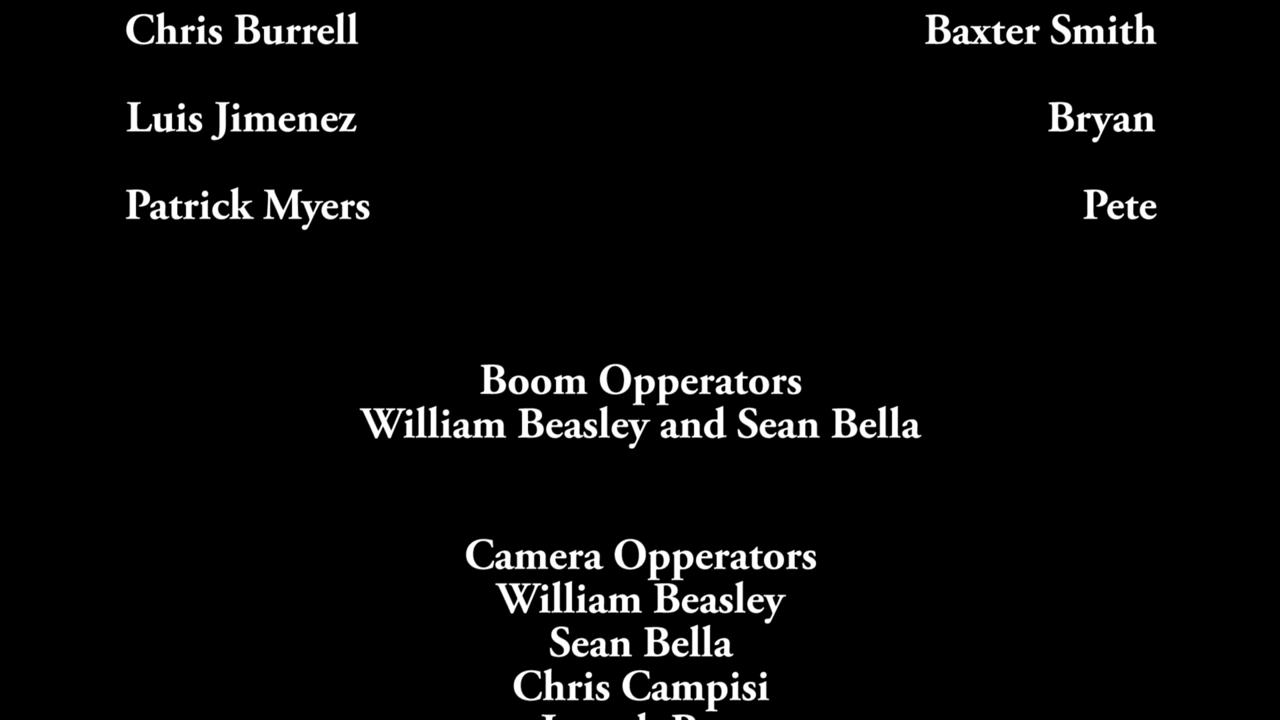 Chris Burrell Baxter Smith
Luis Jimenez Bryan
Patrick Myers Pete
Boom Opperators
William Beasley and Sean Bella
Camera Opperators
William Beasley
Sean Bella
Chris Campisi